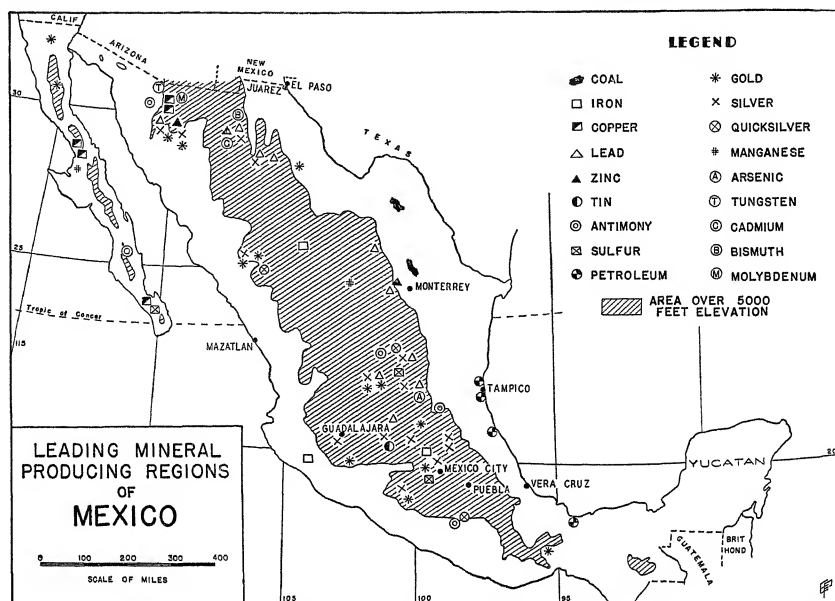 CALIF
ARIZONA
NEW
MEXICO
JUAREZ
EL PASO
TEXAS
30
25
Tropic of Cancer
115
MAZATLAN
MONTERREY
TAMPICO
GUADALAJARA
MEXICO CITY
PUEBLA
VERA CRUZ
YUCATAN
20
GUATEMALA
BRIT
HOND
105
100
95
LEGEND
COAL
IRON
COPPER
LEAD
ZINC
TIN
ANTIMONY
SULFUR
PETROLEUM
GOLD
SILVER
QUICKSILVER
MANGANESE
A ARSENIC
T TUNGSTEN
C CADMIUM
B BISMUTH
M MOLYBDENUM
AREA OVER 5000
FEET ELEVATION
LEADING MINERAL
PRODUCING REGIONS
OF
MEXICO
0 100 200 300 400
SCALE OF MILES